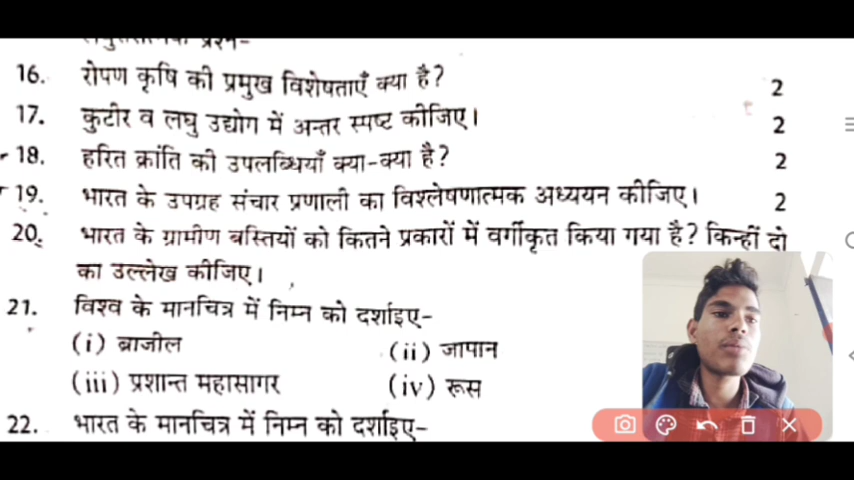 16. रोपण कृषि की प्रमुख विशेषताएँ क्या है? 2
17. कुटीर व लघु उद्योग में अन्तर स्पष्ट कीजिए। 2
18. हरित क्रांति की उपलब्धियाँ क्या-क्या है? 2
19. भारत के उपग्रह संचार प्रणाली का विश्लेषणात्मक अध्ययन कीजिए। 2
20. भारत के ग्रामीण बस्तियों को कितने प्रकारों में वर्गीकृत किया गया है? किन्हीं दो
का उल्लेख कीजिए।
21. विश्व के मानचित्र में निम्न को दर्शाइए-
(i) ब्राजील (ii) जापान
(iii) प्रशान्त महासागर (iv) रूस
22. भारत के मानचित्र में निम्न को दर्शाइए-